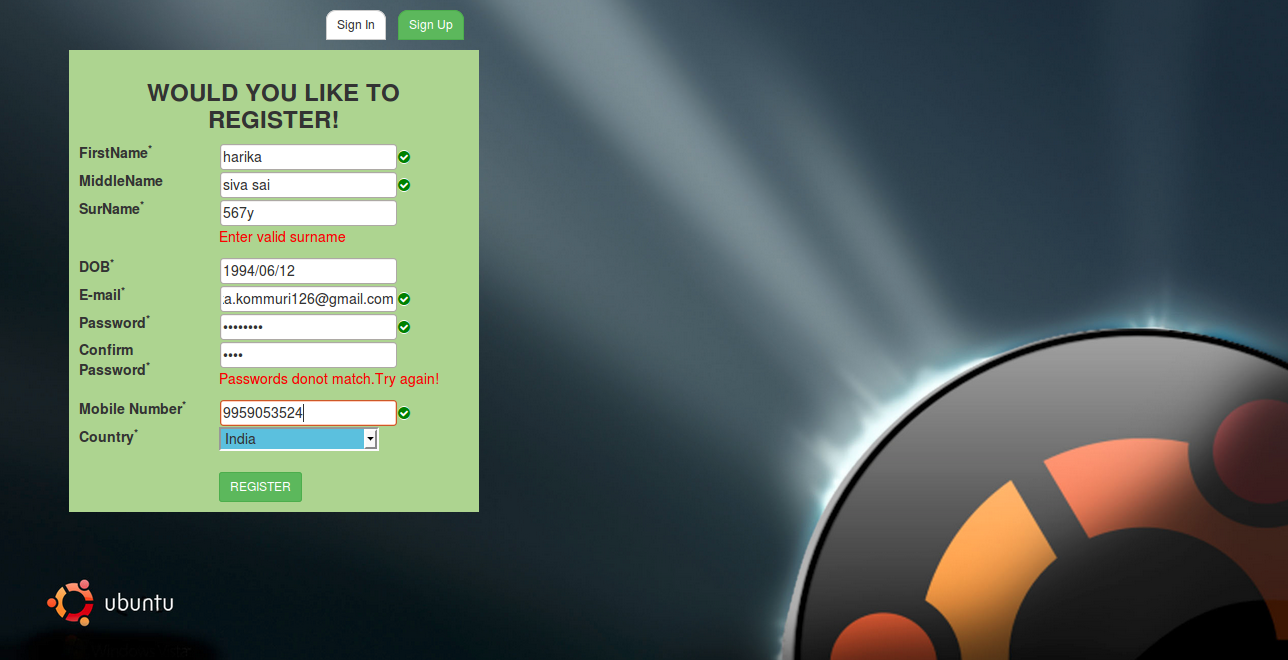 Sign In Sign Up
WOULD YOU LIKE TO
REGISTER!
FirstName* harika
MiddleName siva sai
SurName* 567y
Enter valid surname
DOB* 1994/06/12
E-mail* .a.kommuri126@gmail.com
Password* ••••••••
Confirm
Password* ••••
Passwords donot match.Try again!
Mobile Number* 9959053524
Country* India
REGISTER
ubuntu